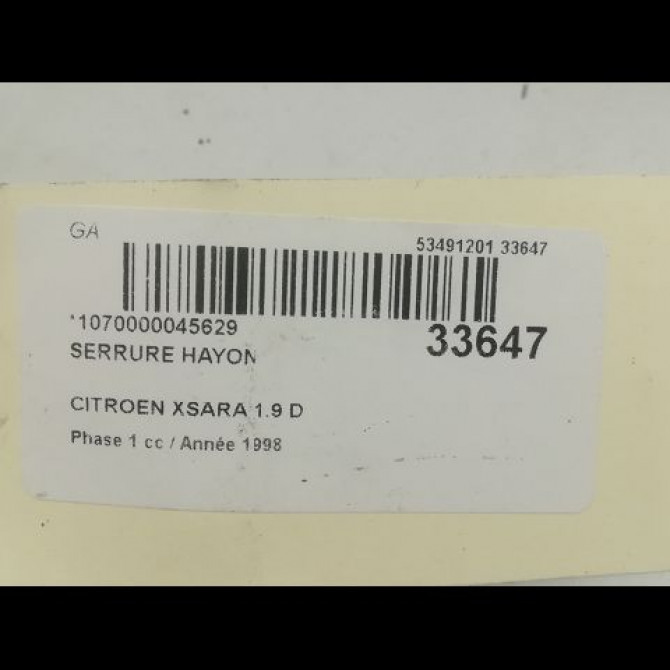 GA
53491201 33647
*1070000045629
33647
SERRURE HAYON
CITROEN XSARA 1.9 D
Phase 1 cc / Année 1998